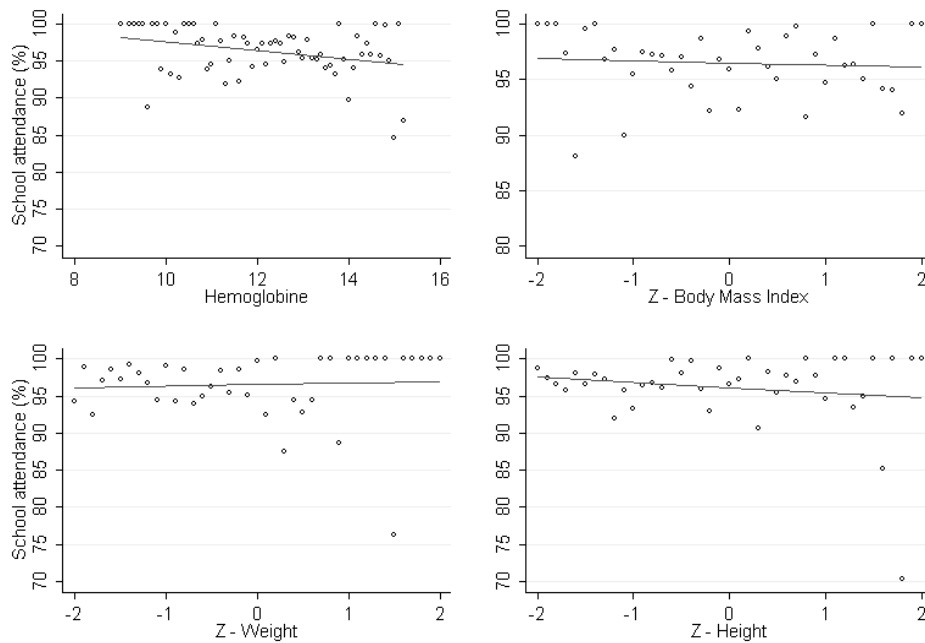 School attendance (%)
100
95
90
85
80
75
70
8 10 12 14 16
Hemoglobine
100
95
90
85
80
-2 -1 0 1 2
Z - Body Mass Index
School attendance (%)
100
95
90
85
80
75
70
-2 -1 0 1 2
Z - Weight
100
95
90
85
80
75
70
-2 -1 0 1 2
Z - Height